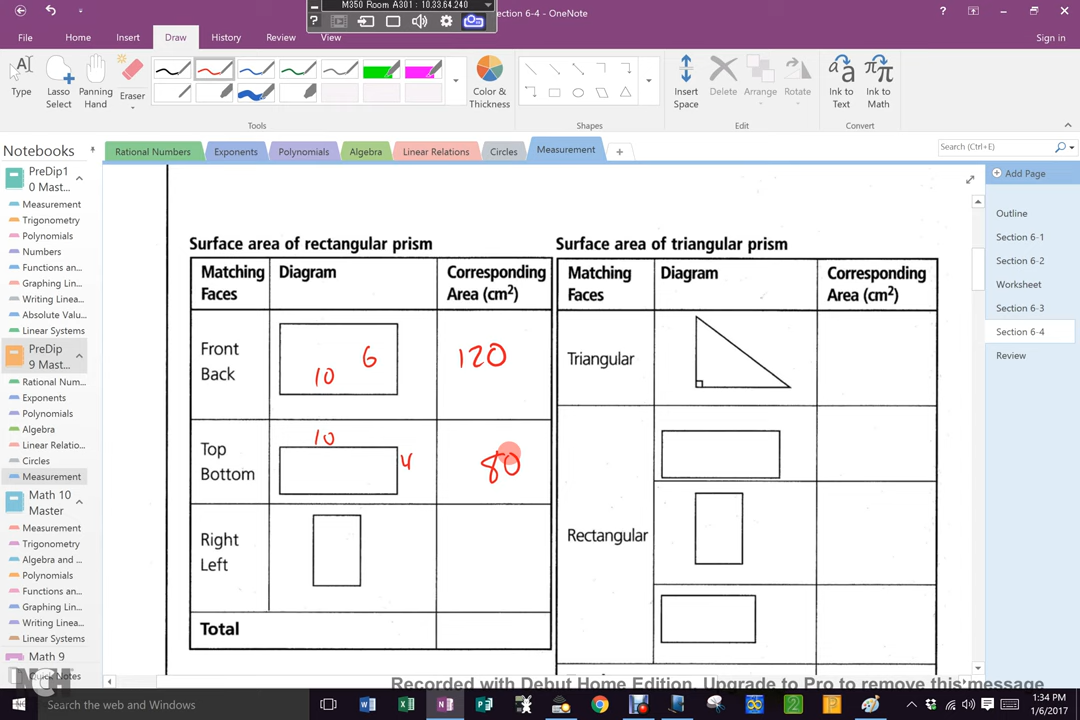 M350 Room A301 : 10.33.64.240
Section 6-4 - OneNote
Sign in
File
Home
Insert
Draw
History
Review
View
Type
Lasso Select
Panning Hand
Eraser
Color & Thickness
Insert Space
Delete
Arrange
Rotate
Ink to Text
Ink to Math
Tools
Shapes
Edit
Convert
Notebooks
Rational Numbers
Exponents
Polynomials
Algebra
Linear Relations
Circles
Measurement
Search (Ctrl+E)
PreDip1
0 Mast...
Measurement
Trigonometry
Polynomials
Numbers
Functions an...
Graphing Lin...
Writing Linea...
Absolute Valu...
Linear Systems
PreDip
9 Mast...
Rational Num...
Exponents
Polynomials
Algebra
Linear Relatio...
Circles
Measurement
Math 10
Master
Measurement
Trigonometry
Algebra and ...
Polynomials
Functions an...
Graphing Lin...
Writing Linea...
Linear Systems
Math 9
Quick Notes
NCH
Surface area of rectangular prism
Matching Faces
Diagram
Corresponding Area (cm²)
Front
Back
6
10
120
Top
Bottom
10
4
80
Right
Left
Total
Surface area of triangular prism
Matching Faces
Diagram
Corresponding Area (cm²)
Triangular
Rectangular
Add Page
Outline
Section 6-1
Section 6-2
Worksheet
Section 6-3
Section 6-4
Review
Recorded with Debut Home Edition. Upgrade to Pro to remove this message
Search the web and Windows
1:34 PM
1/6/2017